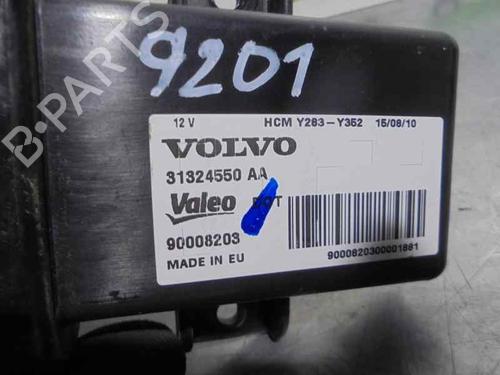 B-PARTS
9201
12 V HCM Y283-Y352 15/08/10
VOLVO
31324550 AA
Valeo
90008203
MADE IN EU
9000820300001881